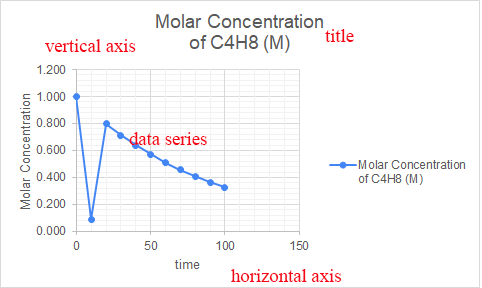 Molar Concentration
of C4H8 (M)
title
vertical axis
1.200
1.000
0.800
0.600
0.400
0.200
0.000
Molar Concentration
data series
Molar Concentration
of C4H8 (M)
0
50
100
150
time
horizontal axis